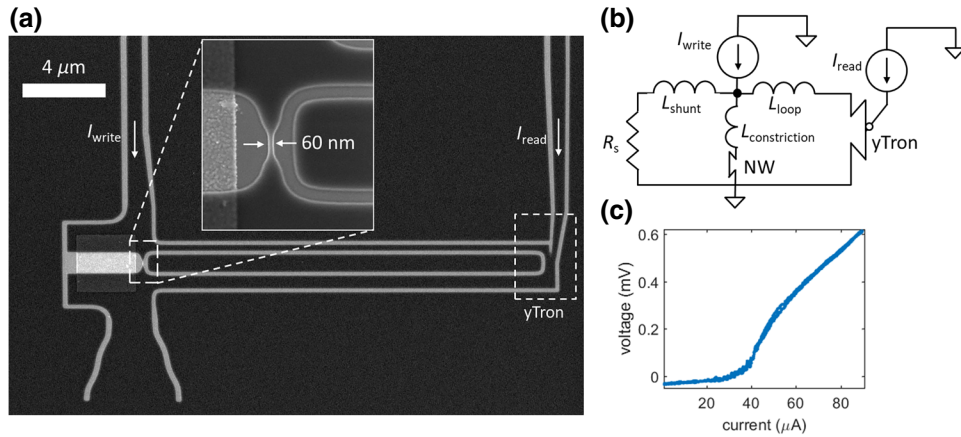 (a)
4 μm
I_write
60 nm
I_read
yTron
(b)
I_write
I_read
L_shunt
L_loop
R_s
L_constriction
yTron
NW
(c)
0.6
0.4
0.2
0
voltage (mV)
20
40
60
80
current (μA)